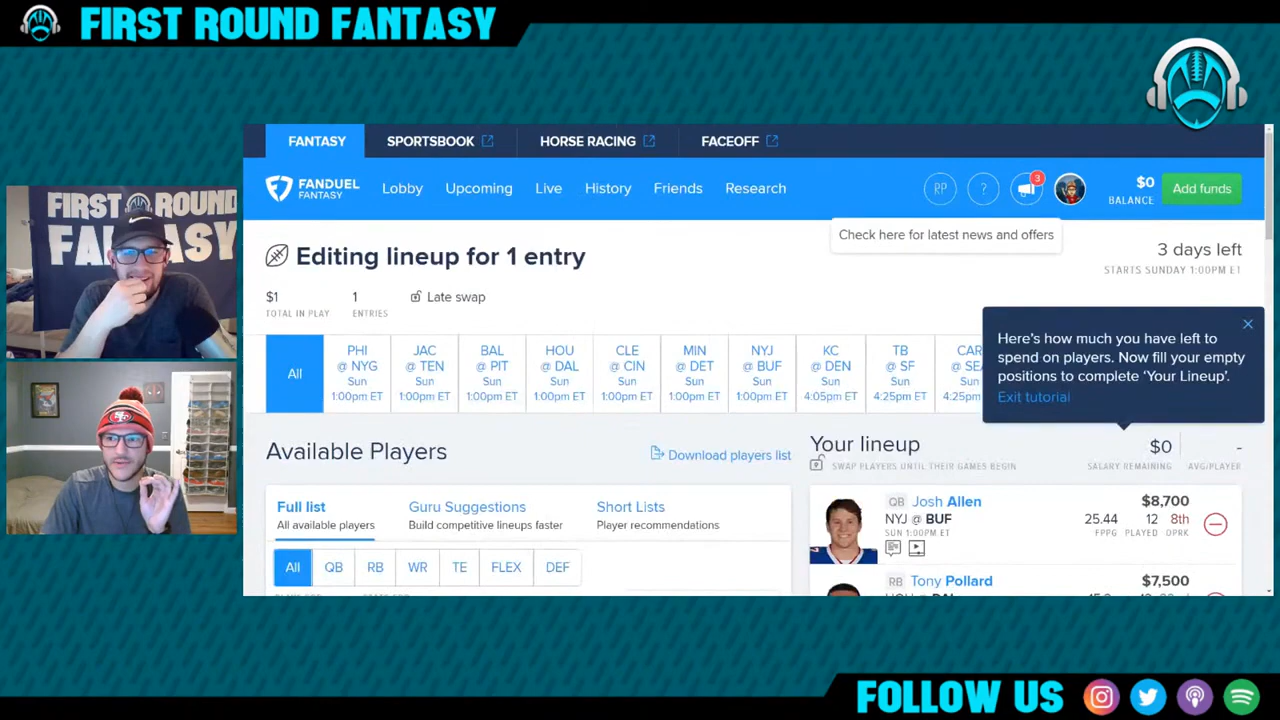 FIRST ROUND FANTASY
FIRST ROUND
FANTASY
FANTASY
SPORTSBOOK
HORSE RACING
FACEOFF
FANDUEL
FANTASY
Lobby
Upcoming
Live
History
Friends
Research
RP
?
3
$0
BALANCE
Add funds
Check here for latest news and offers
Editing lineup for 1 entry
3 days left
STARTS SUNDAY 1:00PM ET
$1
TOTAL IN PLAY
1
ENTRIES
Late swap
All
PHI
@ NYG
Sun
1:00pm ET
JAC
@ TEN
Sun
1:00pm ET
BAL
@ PIT
Sun
1:00pm ET
HOU
@ DAL
Sun
1:00pm ET
CLE
@ CIN
Sun
1:00pm ET
MIN
@ DET
Sun
1:00pm ET
NYJ
@ BUF
Sun
1:00pm ET
KC
@ DEN
Sun
4:05pm ET
TB
@ SF
Sun
4:25pm ET
CAR
@ SEA
Sun
4:25pm
Here's how much you have left to
spend on players. Now fill your empty
positions to complete 'Your Lineup'.
Exit tutorial
Available Players
Download players list
Full list
All available players
Guru Suggestions
Build competitive lineups faster
Short Lists
Player recommendations
All
QB
RB
WR
TE
FLEX
DEF
Your lineup
SWAP PLAYERS UNTIL THEIR GAMES BEGIN
$0
SALARY REMAINING
-
AVG/PLAYER
QB Josh Allen
NYJ @ BUF
SUN 1:00PM ET
$8,700
25.44
FPPG
12
PLAYED
8th
OPRK
RB Tony Pollard
$7,500
FOLLOW US